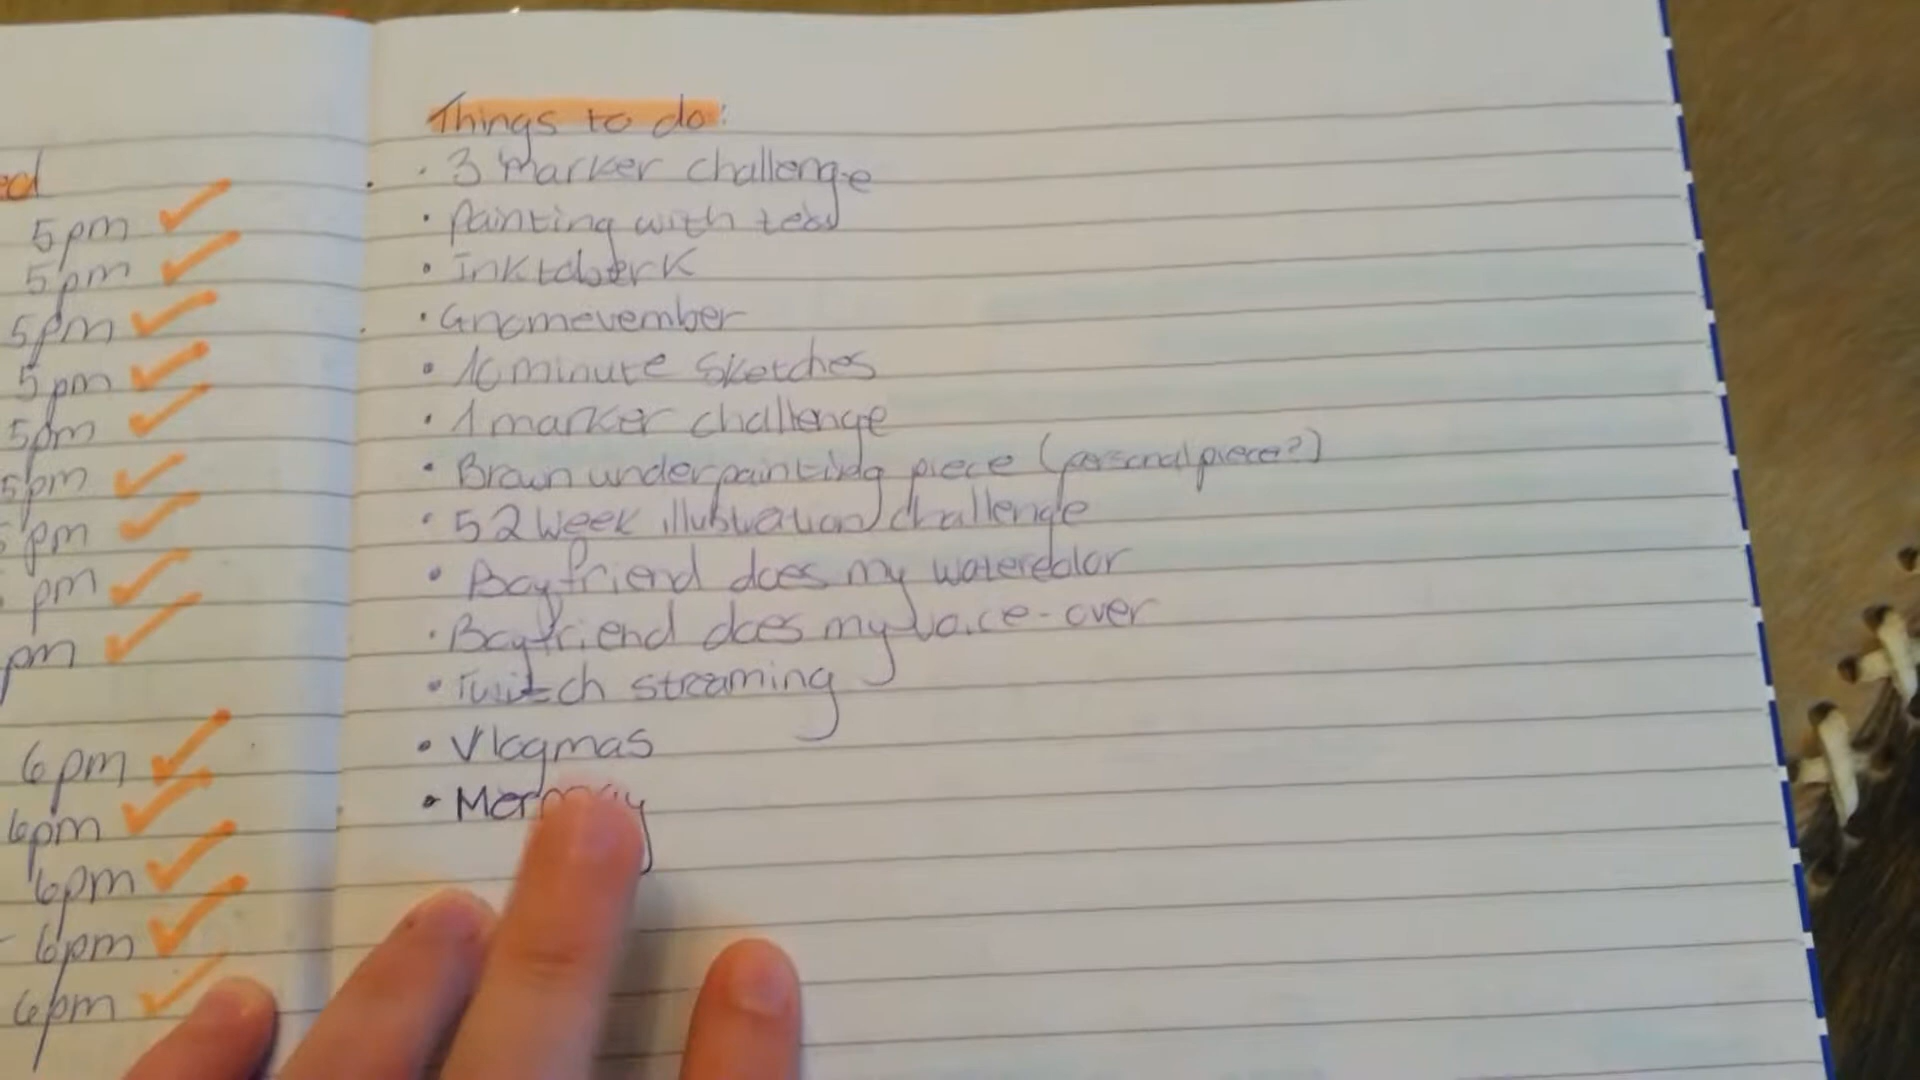 ed
5pm
5pm
5pm
5pm
5pm
5pm
pm
pm
pm
6pm
6pm
6pm
6pm
6pm
Things to do:
· 3 Marker challenge
· Painting with
·
· Gnomevember
· 10 minute sketches
· 1 marker challenge
· Brown underpainting piece (personal piece?)
· 52 Week illustration challenge
· Boyfriend does my watercolor
· Boyfriend does my voice-over
· Twitch streaming
· Vlogmas
· Mermay